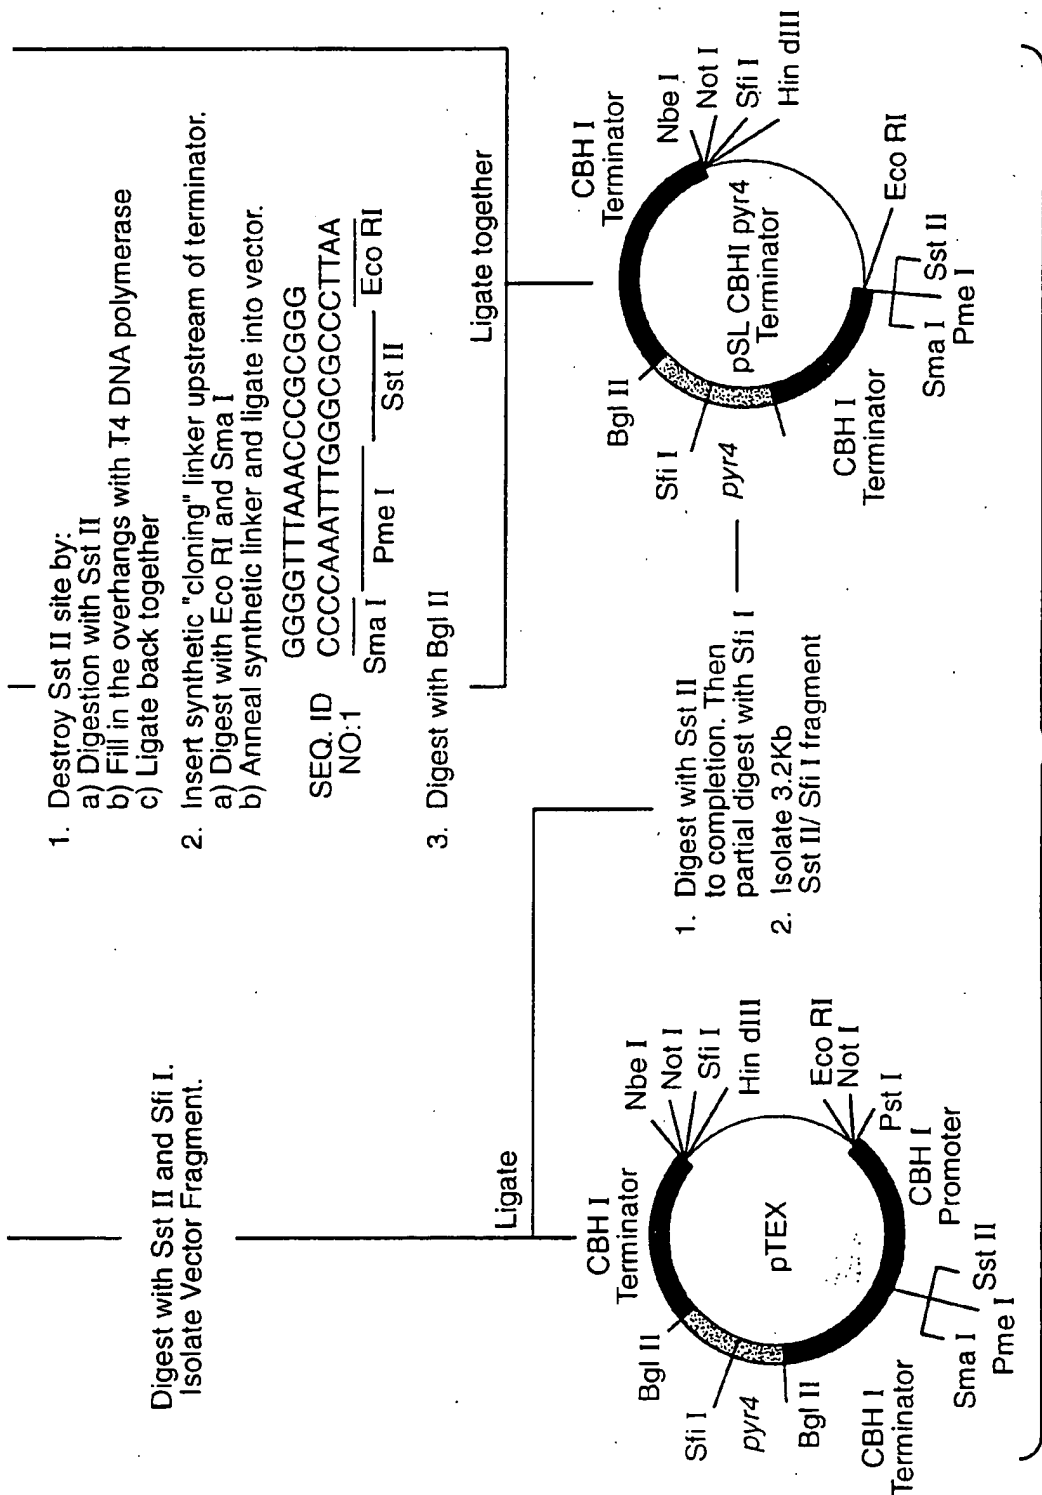 Digest with Sst II and Sfi I.
Isolate Vector Fragment.
1. Destroy Sst II site by:
a) Digestion with Sst II
b) Fill in the overhangs with T4 DNA polymerase
c) Ligate back together
2. Insert synthetic "cloning" linker upstream of terminator.
a) Digest with Eco RI and Sma I
b) Anneal synthetic linker and ligate into vector.
SEQ. ID
NO:1
GGGGTTTAAACCCGCGGG
CCCCAAATTTGGGCGCCCTTAA
Sma I
Pme I
Sst II
Eco RI
3. Digest with Bgl II
Ligate
Ligate together
1. Digest with Sst II
to completion. Then
partial digest with Sfi I
2. Isolate 3.2Kb
Sst II/ Sfi I fragment
CBH I
Terminator
Nbe I
Not I
Sfi I
Hin dIII
Bgl II
Sfi I
pyr4
Bgl II
pTEX
Eco RI
Not I
Pst I
CBH I
Promoter
CBH I
Terminator
Sma I
Sst II
Pme I
CBH I
Terminator
Nbe I
Not I
Sfi I
Hin dIII
Bgl II
Sfi I
pyr4
pSL CBHI pyr4
Terminator
Eco RI
CBH I
Terminator
Sma I
Sst II
Pme I